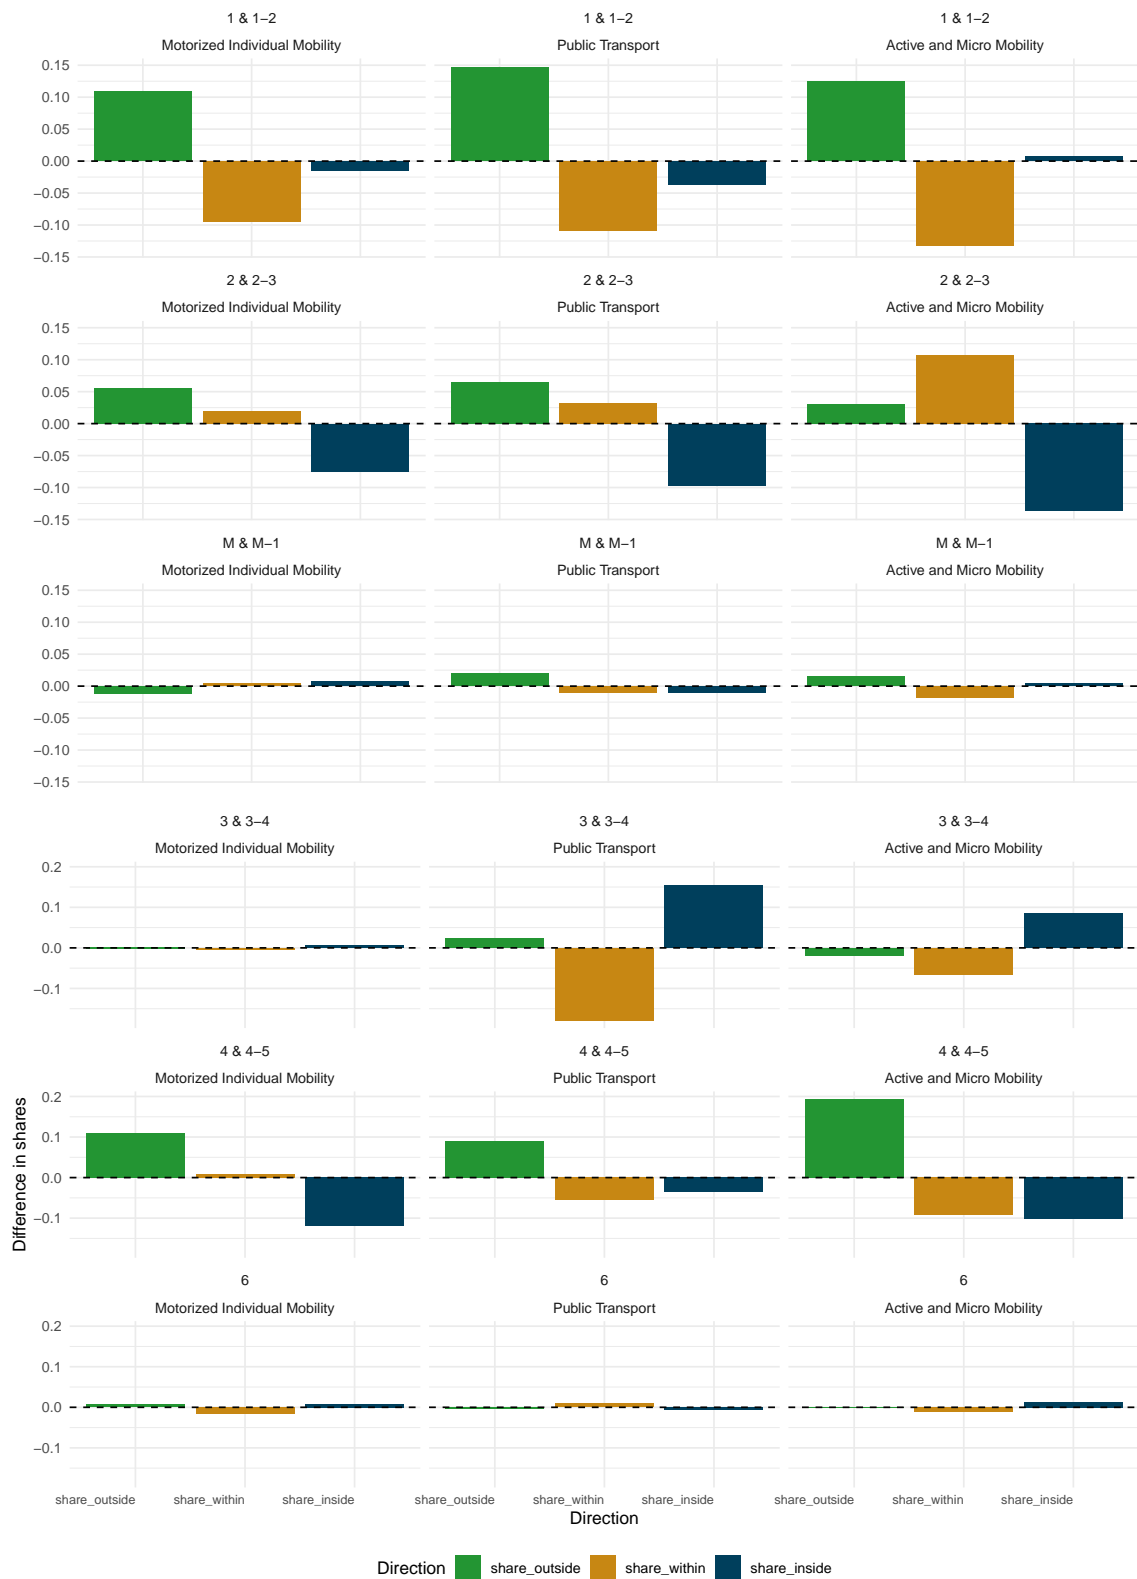 1 & 1−2 1 & 1−2 1 & 1−2
Motorized Individual Mobility Public Transport Active and Micro Mobility
0.15
0.10
0.05
0.00
−0.05
−0.10
−0.15
2 & 2−3 2 & 2−3 2 & 2−3
Motorized Individual Mobility Public Transport Active and Micro Mobility
0.15
0.10
0.05
0.00
−0.05
−0.10
−0.15
M & M−1 M & M−1 M & M−1
Motorized Individual Mobility Public Transport Active and Micro Mobility
0.15
0.10
0.05
0.00
−0.05
−0.10
−0.15
3 & 3−4 3 & 3−4 3 & 3−4
Motorized Individual Mobility Public Transport Active and Micro Mobility
0.2
0.1
0.0
−0.1
4 & 4−5 4 & 4−5 4 & 4−5
Motorized Individual Mobility Public Transport Active and Micro Mobility
0.2
0.1
0.0
−0.1
Difference in shares
6 6 6
Motorized Individual Mobility Public Transport Active and Micro Mobility
0.2
0.1
0.0
−0.1
share_outside share_within share_inside share_outside share_within share_inside share_outside share_within share_inside
Direction
Direction share_outside share_within share_inside